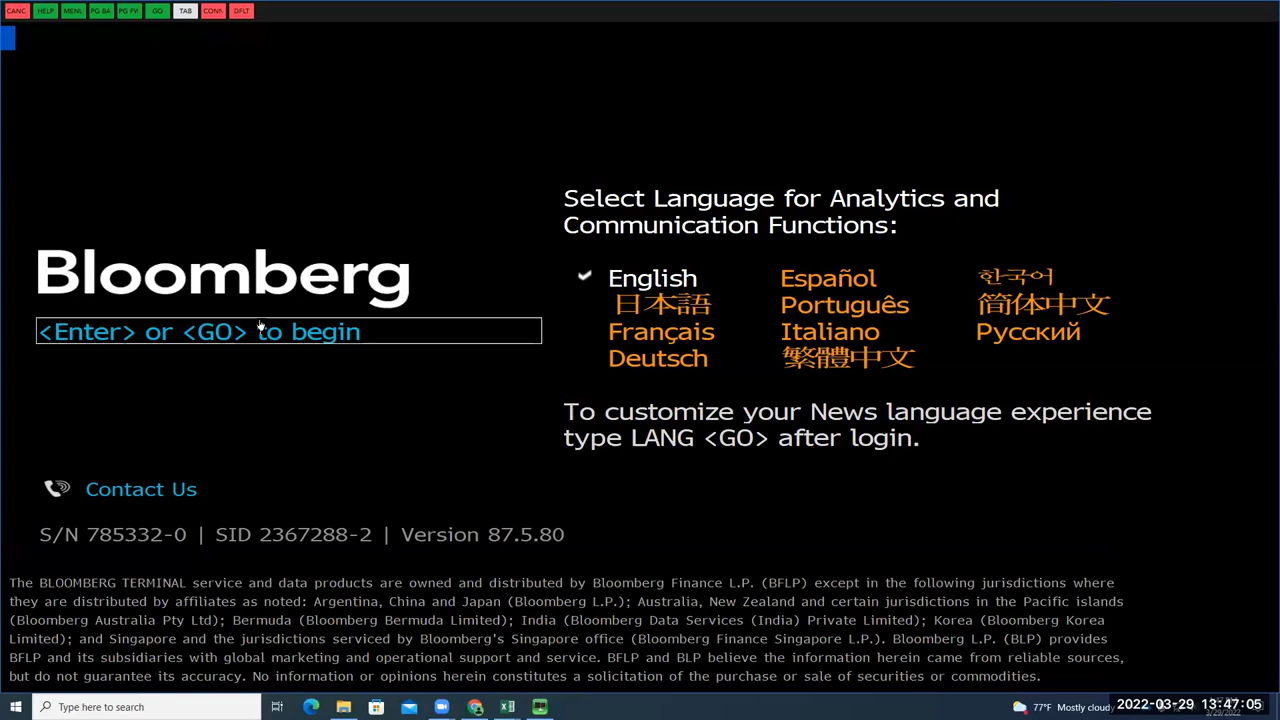 CANC HELP MENU PG BA PG FW GO TAB CONN DFLT
Select Language for Analytics and
Communication Functions:
Bloomberg
<Enter> or <GO> to begin
English Español 한국어
日本語 Português 简体中文
Français Italiano Русский
Deutsch 繁體中文
To customize your News language experience
type LANG <GO> after login.
Contact Us
S/N 785332-0 | SID 2367288-2 | Version 87.5.80
The BLOOMBERG TERMINAL service and data products are owned and distributed by Bloomberg Finance L.P. (BFLP) except in the following jurisdictions where
they are distributed by affiliates as noted: Argentina, China and Japan (Bloomberg L.P.); Australia, New Zealand and certain jurisdictions in the Pacific islands
(Bloomberg Australia Pty Ltd); Bermuda (Bloomberg Bermuda Limited); India (Bloomberg Data Services (India) Private Limited); Korea (Bloomberg Korea
Limited); and Singapore and the jurisdictions serviced by Bloomberg's Singapore office (Bloomberg Finance Singapore L.P.). Bloomberg L.P. (BLP) provides
BFLP and its subsidiaries with global marketing and operational support and service. BFLP and BLP believe the information herein came from reliable sources,
but do not guarantee its accuracy. No information or opinions herein constitutes a solicitation of the purchase or sale of securities or commodities.
Type here to search
77°F Mostly cloudy
2022-03-29 13:47:05